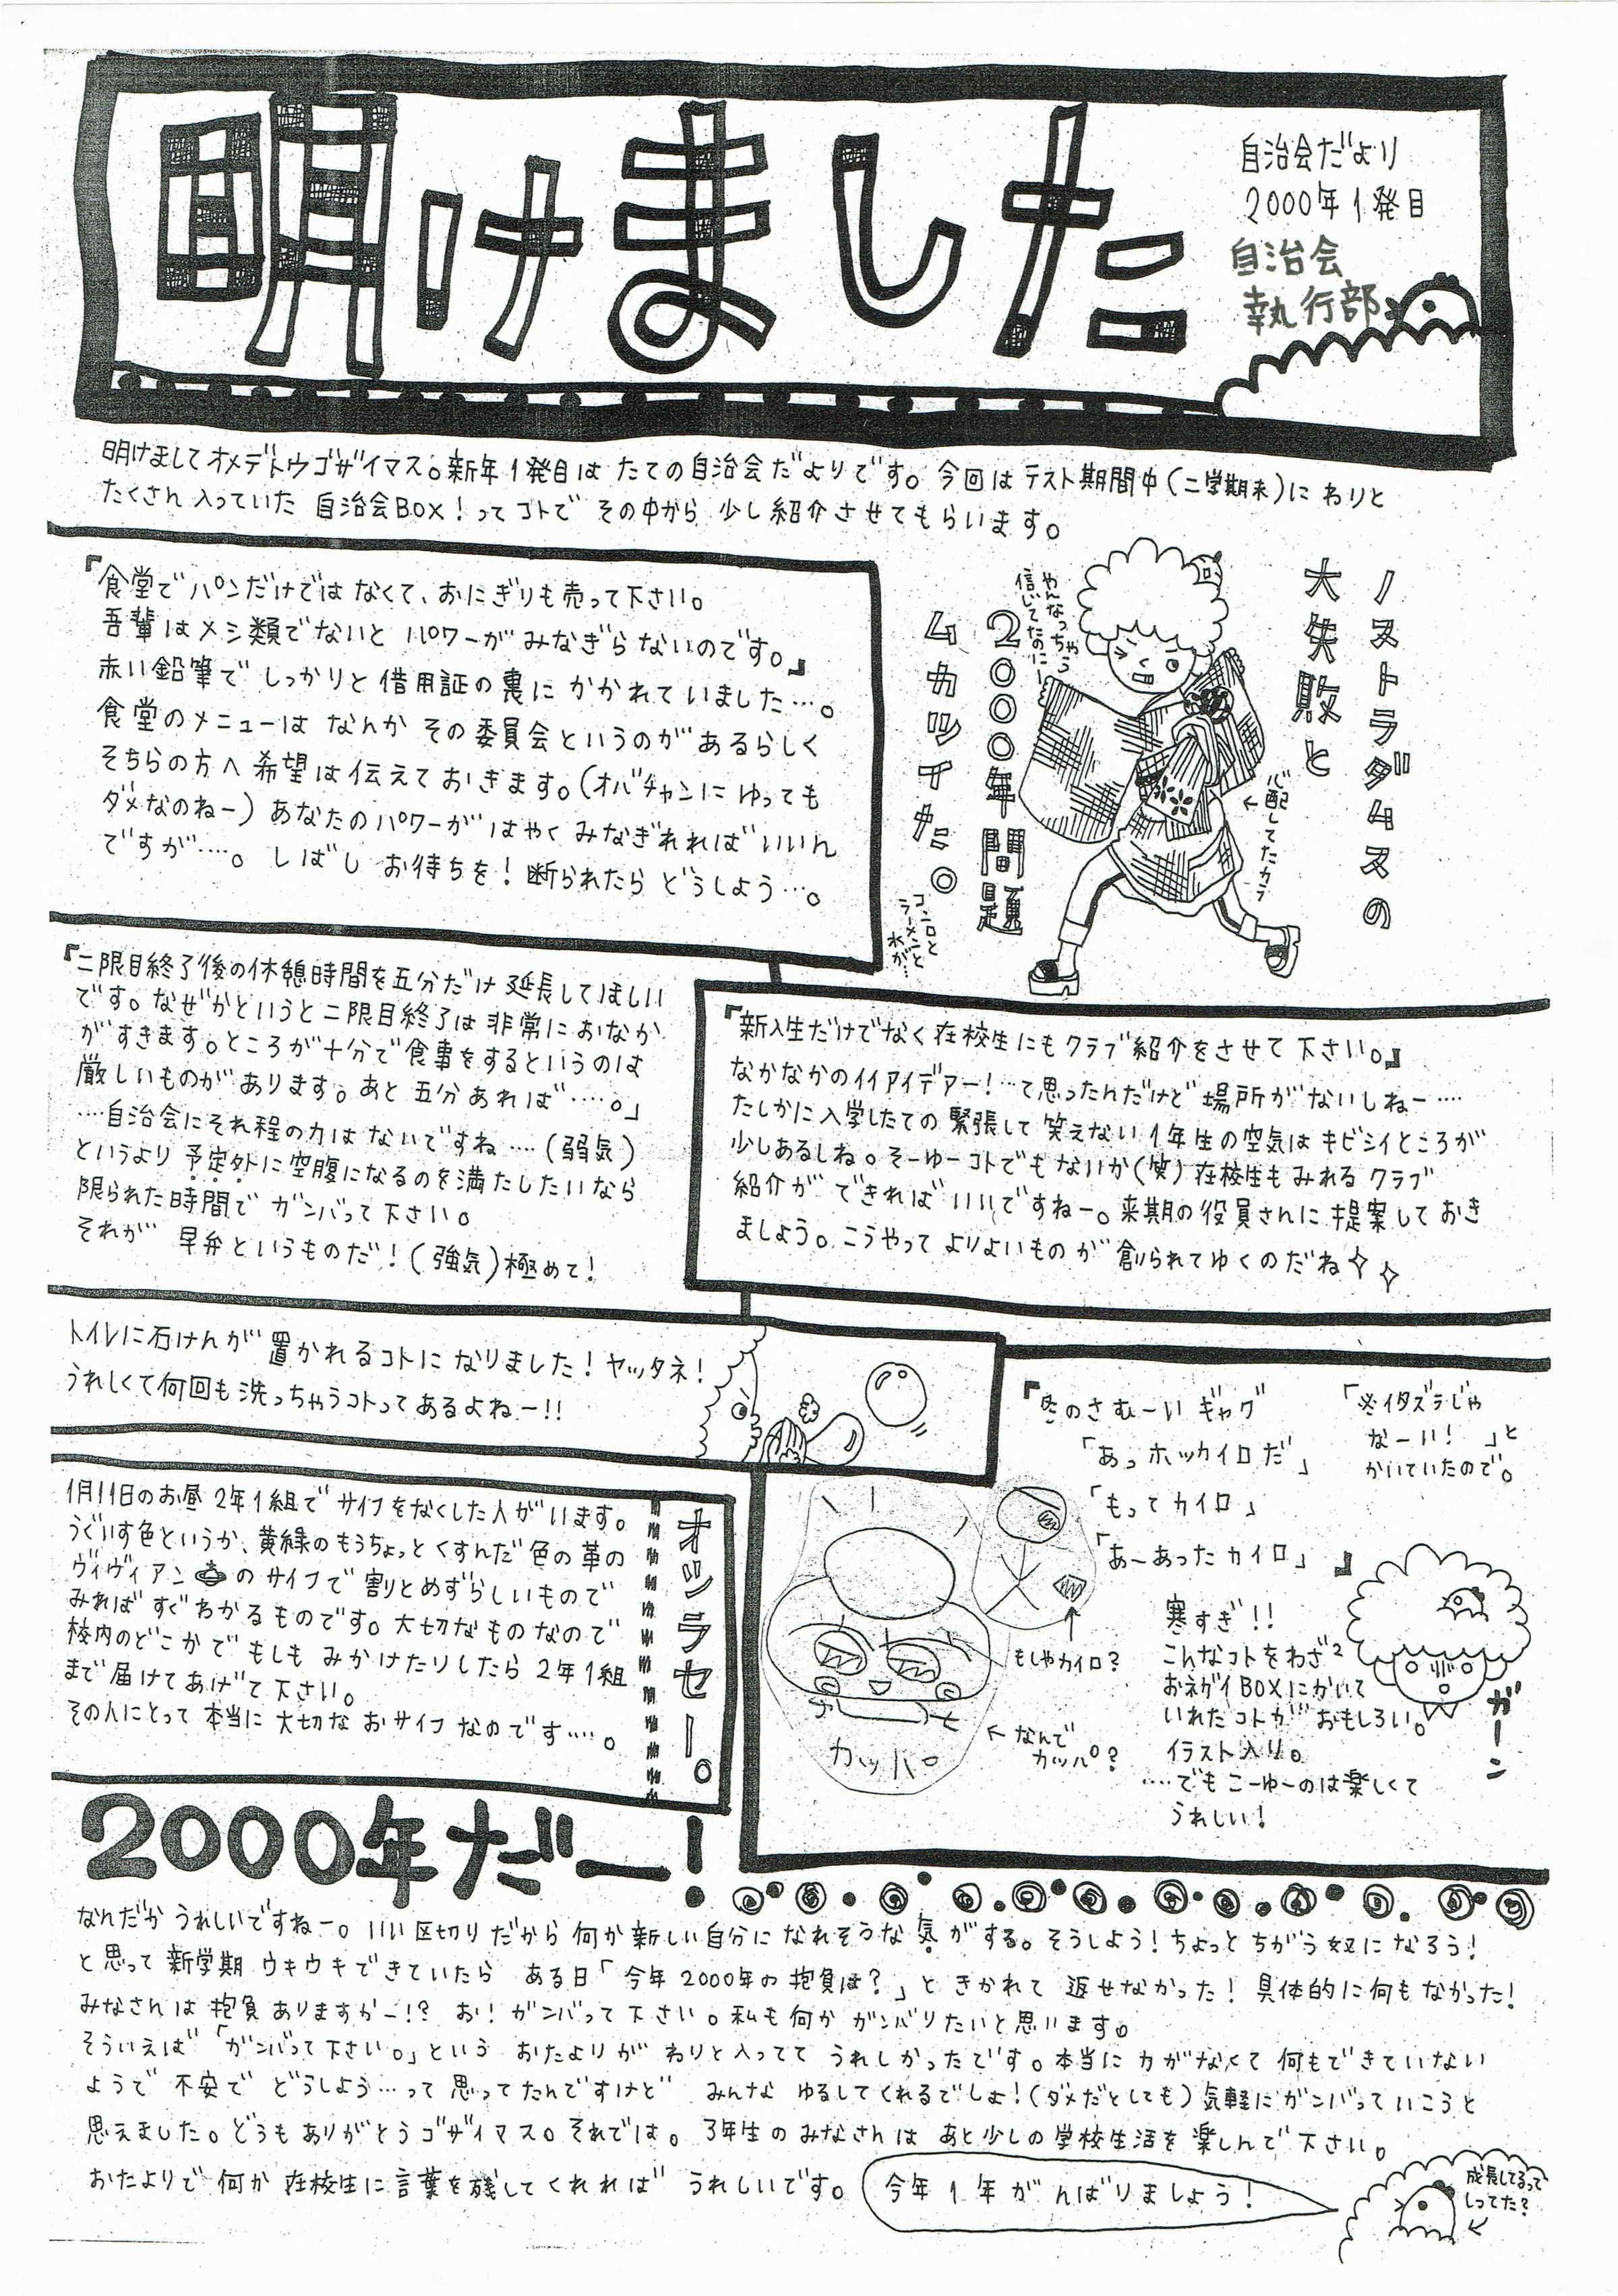 明けました
自治会だより
2000年1発目
自治会
執行部
明けましてオメデトウゴザイマス。新年1発目は たての自治会だよりです。今回は テスト期間中(二学期末)に わりと
たくさん入っていた 自治会BOX!ってコトで その中から 少し紹介させてもらいます。
『食堂でパンだけではなくて、おにぎりも売って下さい。
吾輩はメシ類でないと パワーがみなぎらないのです。』
赤い鉛筆で しっかりと 借用証の裏に かかれていました…。
食堂のメニューは なんか その委員会というのが あるらしく
そちらの方へ 希望は伝えておきます。(オバチャンに ゆっても
ダメなのねー) あなたのパワーが はやく みなぎれれば いいん
ですが…。 しばし お待ちを! 断られたら どうしよう…。
ノストラダムスの
大失敗と
2000年問題
ムカツイた。
やんなっちゃう
信じてたのにー
心配してたカラ
コンロと
ラーメンと
水が…
『二限目終了後の休憩時間を五分だけ 延長してほしい
です。なぜかというと二限目終了は 非常におなか
がすきます。ところが十分で食事をするというのは
厳しいものがあります。あと 五分あれば……。」
……自治会にそれ程の力は ないですね……(弱気)
というより 予定外に空腹になるのを満たしたいなら
限られた時間で ガンバって下さい。
それが 早弁というものだ!(強気)極めて!
『新入生だけでなく 在校生にもクラブ紹介をさせて 下さい。』
なかなかのイイアイデアー!…て思ったんだけど 場所がないしねー……
たしかに入学したての 緊張して 笑えない 1年生の空気は キビシイところが
少しあるしね。そーゆーコトでもないか(笑) 在校生もみれる クラブ
紹介が できれば いいですねー。来期の役員さんに 提案して おき
ましょう。こうやって よりよいものが 創られてゆくのだね
トイレに石けんが 置かれるコトに なりました! ヤッタネ!
うれしくて何回も洗っちゃうコトってあるよねー!!
『冬のさむーい ギャグ
「あっ ホッカイロだ」
「もって カイロ」
「あーあった カイロ」 』
「冬イタズラじゃ
なーい! 」と
かいていたので。
もしやカイロ?
カッパ
なんで
カッパ?
寒すぎ!!
こんなコトをわざ²
おネガイBOXにかいて
いれたコトが おもしろい。
イラスト入り。
……でも こーゆーのは楽しくて
うれしい!
ガーン
オッラセー。
1月11日のお昼 2年1組で サイフをなくした人がいます。
うぐいす色というか、黄緑のもうちょっと くすんだ色の革の
ヴィヴィアン の サイフで 割とめずらしいもので
みれば すぐわかるものです。大切なものなので
校内のどこかで もしも みかけたりしたら 2年1組
まで届けてあげて下さい。
その人にとって 本当に 大切な おサイフ なのです……。
2000年だー!
なんだか うれしいですねー。いい区切りだから 何か新しい自分に なれそうな気がする。そうしよう! ちょっと ちがう奴に なろう!
と思って 新学期 ウキウキできていたら ある日「今年 2000年の抱負は?」と きかれて 返せなかった! 具体的に何もなかった!
みなさんは 抱負 ありますかー!? お! ガンバって下さい。私も何か ガンバりたいと思います。
そういえば 「ガンバって下さい。」という おたよりが わりと入ってて うれしかったです。本当に 力がなくて 何もできていない
ようで 不安で どうしよう…って 思ってたんですけど みんな ゆるしてくれるでしょ!(ダメだとしても)気軽にガンバっていこうと
思えました。どうも ありがとうゴザイマス。それでは。 3年生の みなさんは あと少しの学校生活を 楽しんで 下さい。
おたよりで 何か 在校生に言葉を残してくれれば うれしいです。
今年1年がんばりましょう!
成長してるって
しってた?